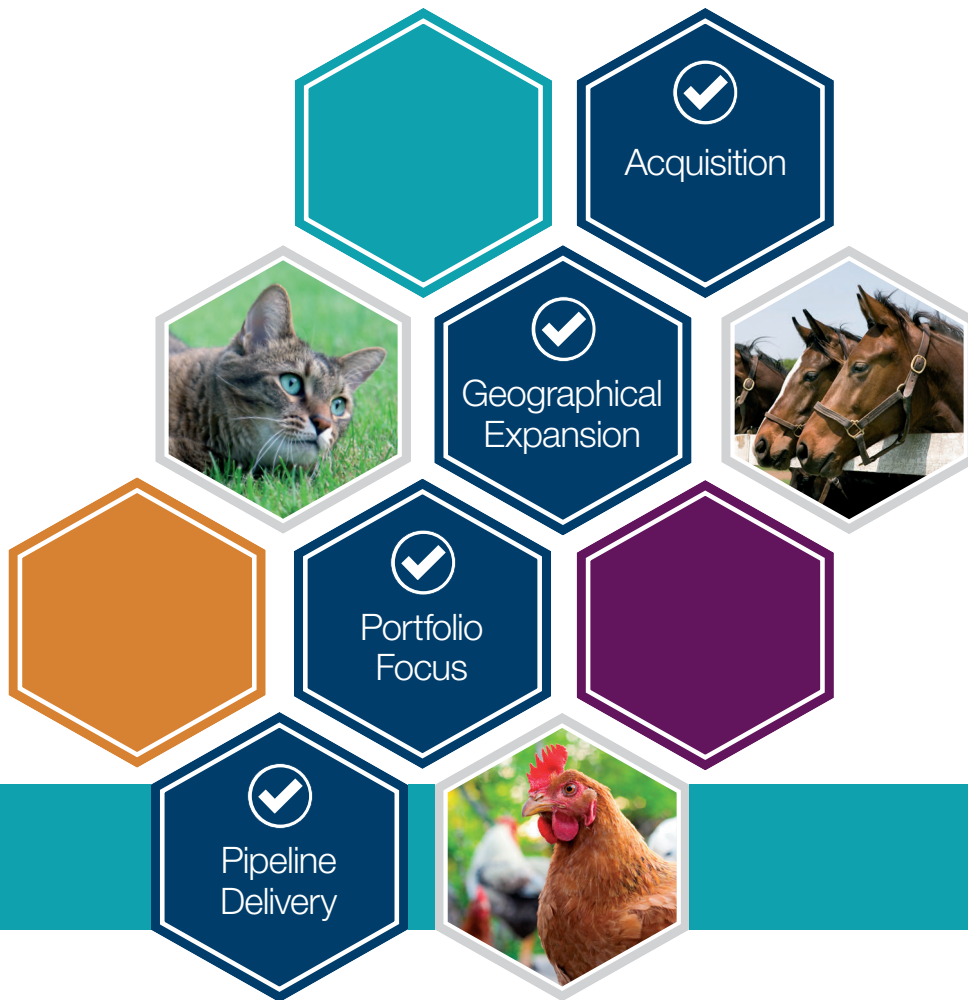 Acquisition
Geographical
Expansion
Portfolio
Focus
Pipeline
Delivery